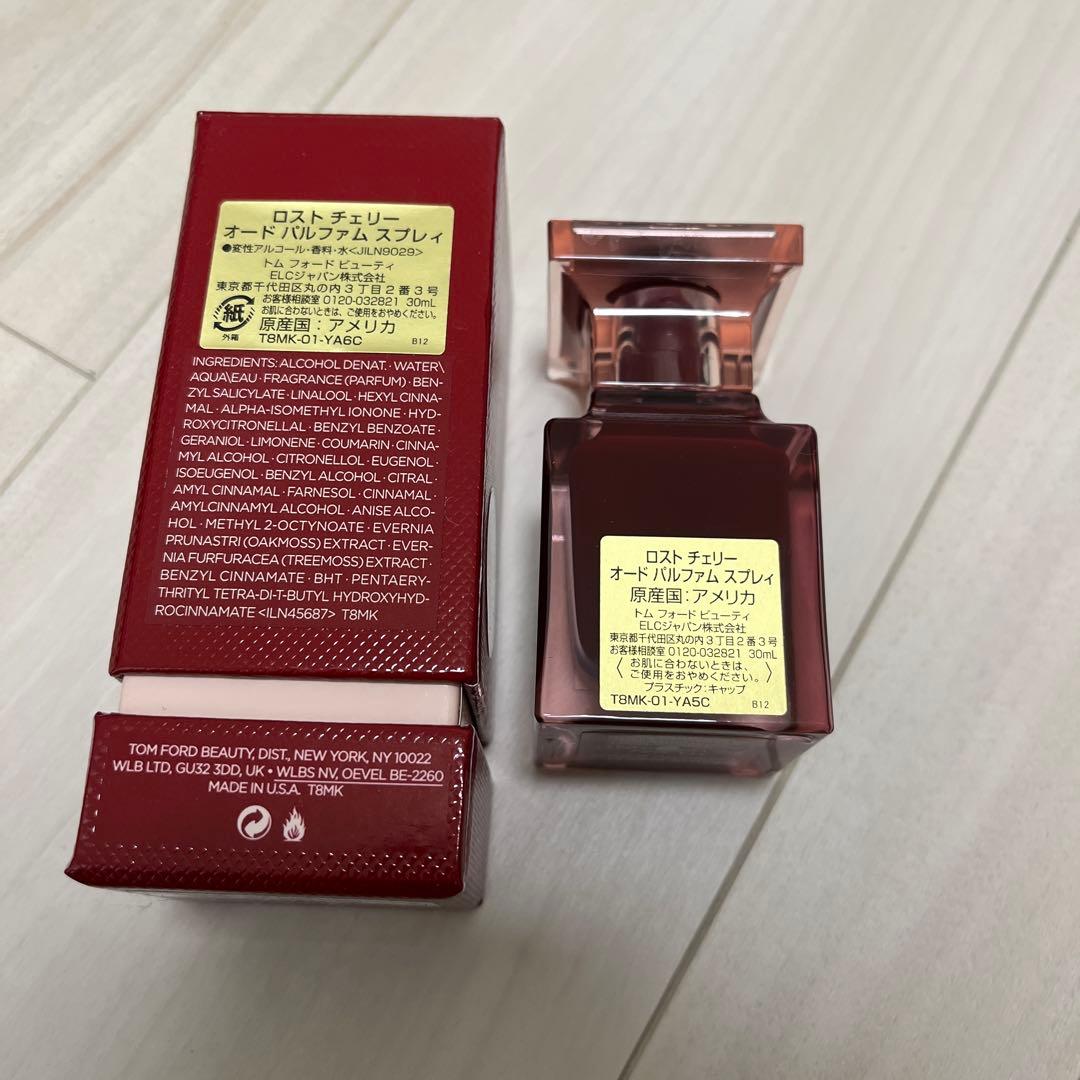 ロスト チェリー
オード パルファム スプレィ
●変性アルコール・香料・水<JILN9029>
トム フォード ビューティ
ELCジャパン株式会社
東京都千代田区丸の内3丁目2番3号
お客様相談室 0120-032821 30mL
お肌に合わないときは、ご使用をおやめください。
紙
外箱
原産国：アメリカ
T8MK-01-YA6C B12
INGREDIENTS: ALCOHOL DENAT. · WATER\
AQUA\EAU · FRAGRANCE (PARFUM) · BEN-
ZYL SALICYLATE · LINALOOL · HEXYL CINNA-
MAL · ALPHA-ISOMETHYL IONONE · HYD-
ROXYCITRONELLAL · BENZYL BENZOATE ·
GERANIOL · LIMONENE · COUMARIN · CINNA-
MYL ALCOHOL · CITRONELLOL · EUGENOL ·
ISOEUGENOL · BENZYL ALCOHOL · CITRAL ·
AMYL CINNAMAL · FARNESOL · CINNAMAL ·
AMYLCINNAMYL ALCOHOL · ANISE ALCO-
HOL · METHYL 2-OCTYNOATE · EVERNIA
PRUNASTRI (OAKMOSS) EXTRACT · EVER-
NIA FURFURACEA (TREEMOSS) EXTRACT ·
BENZYL CINNAMATE · BHT · PENTAERY-
THRITYL TETRA-DI-T-BUTYL HYDROXYHYD-
ROCINNAMATE <ILN45687> T8MK
TOM FORD BEAUTY, DIST., NEW YORK, NY 10022
WLB LTD, GU32 3DD, UK • WLBS NV, OEVEL BE-2260
MADE IN U.S.A. T8MK
ロスト チェリー
オード パルファム スプレィ
原産国：アメリカ
トム フォード ビューティ
ELCジャパン株式会社
東京都千代田区丸の内3丁目2番3号
お客様相談室 0120-032821 30mL
〈お肌に合わないときは、
ご使用をおやめください。〉
プラスチック：キャップ
T8MK-01-YA5C B12